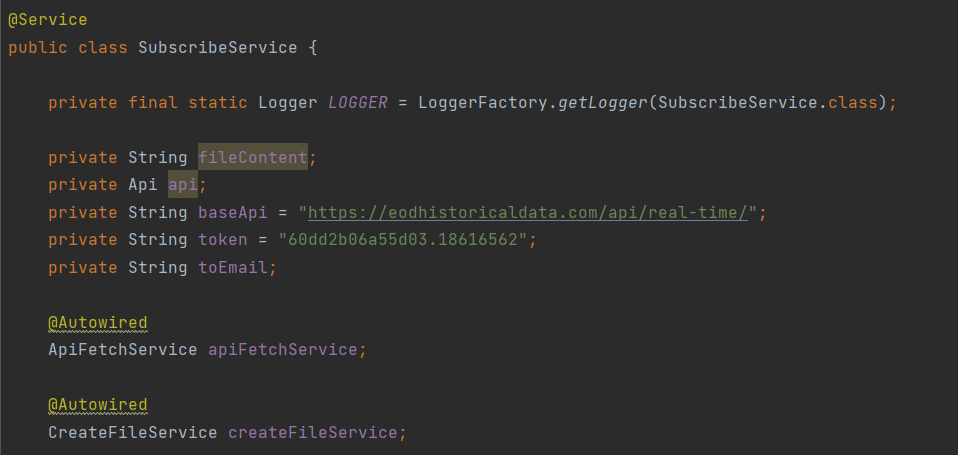 @Service
public class SubscribeService {
private final static Logger LOGGER = LoggerFactory.getLogger(SubscribeService.class);
private String fileContent;
private Api api;
private String baseApi = "https://eodhistoricaldata.com/api/real-time/";
private String token = "60dd2b06a55d03.18616562";
private String toEmail;
@Autowired
ApiFetchService apiFetchService;
@Autowired
CreateFileService createFileService;